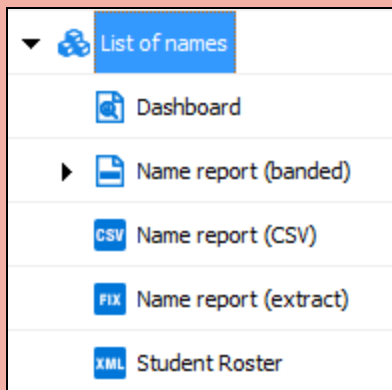 List of names
Dashboard
Name report (banded)
CSV Name report (CSV)
FIX Name report (extract)
XML Student Roster